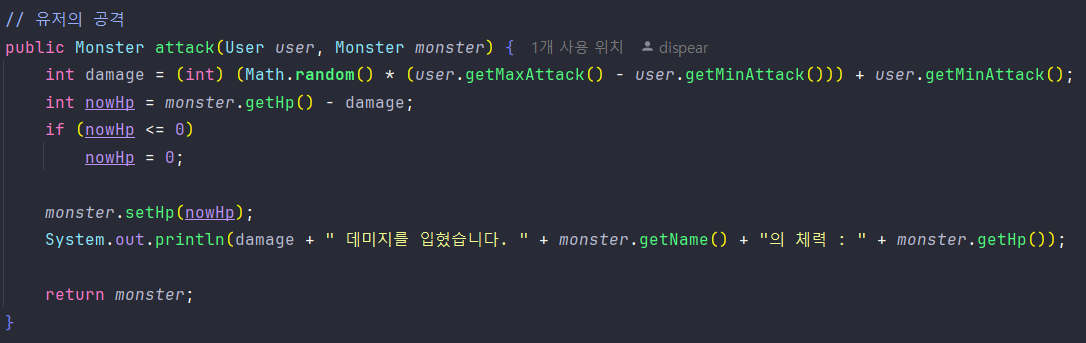 // 유저의 공격
public Monster attack(User user, Monster monster) { 1개 사용 위치 dispear
int damage = (int) (Math.random() * (user.getMaxAttack() - user.getMinAttack())) + user.getMinAttack();
int nowHp = monster.getHp() - damage;
if (nowHp <= 0)
nowHp = 0;
monster.setHp(nowHp);
System.out.println(damage + " 데미지를 입혔습니다. " + monster.getName() + "의 체력 : " + monster.getHp());
return monster;
}